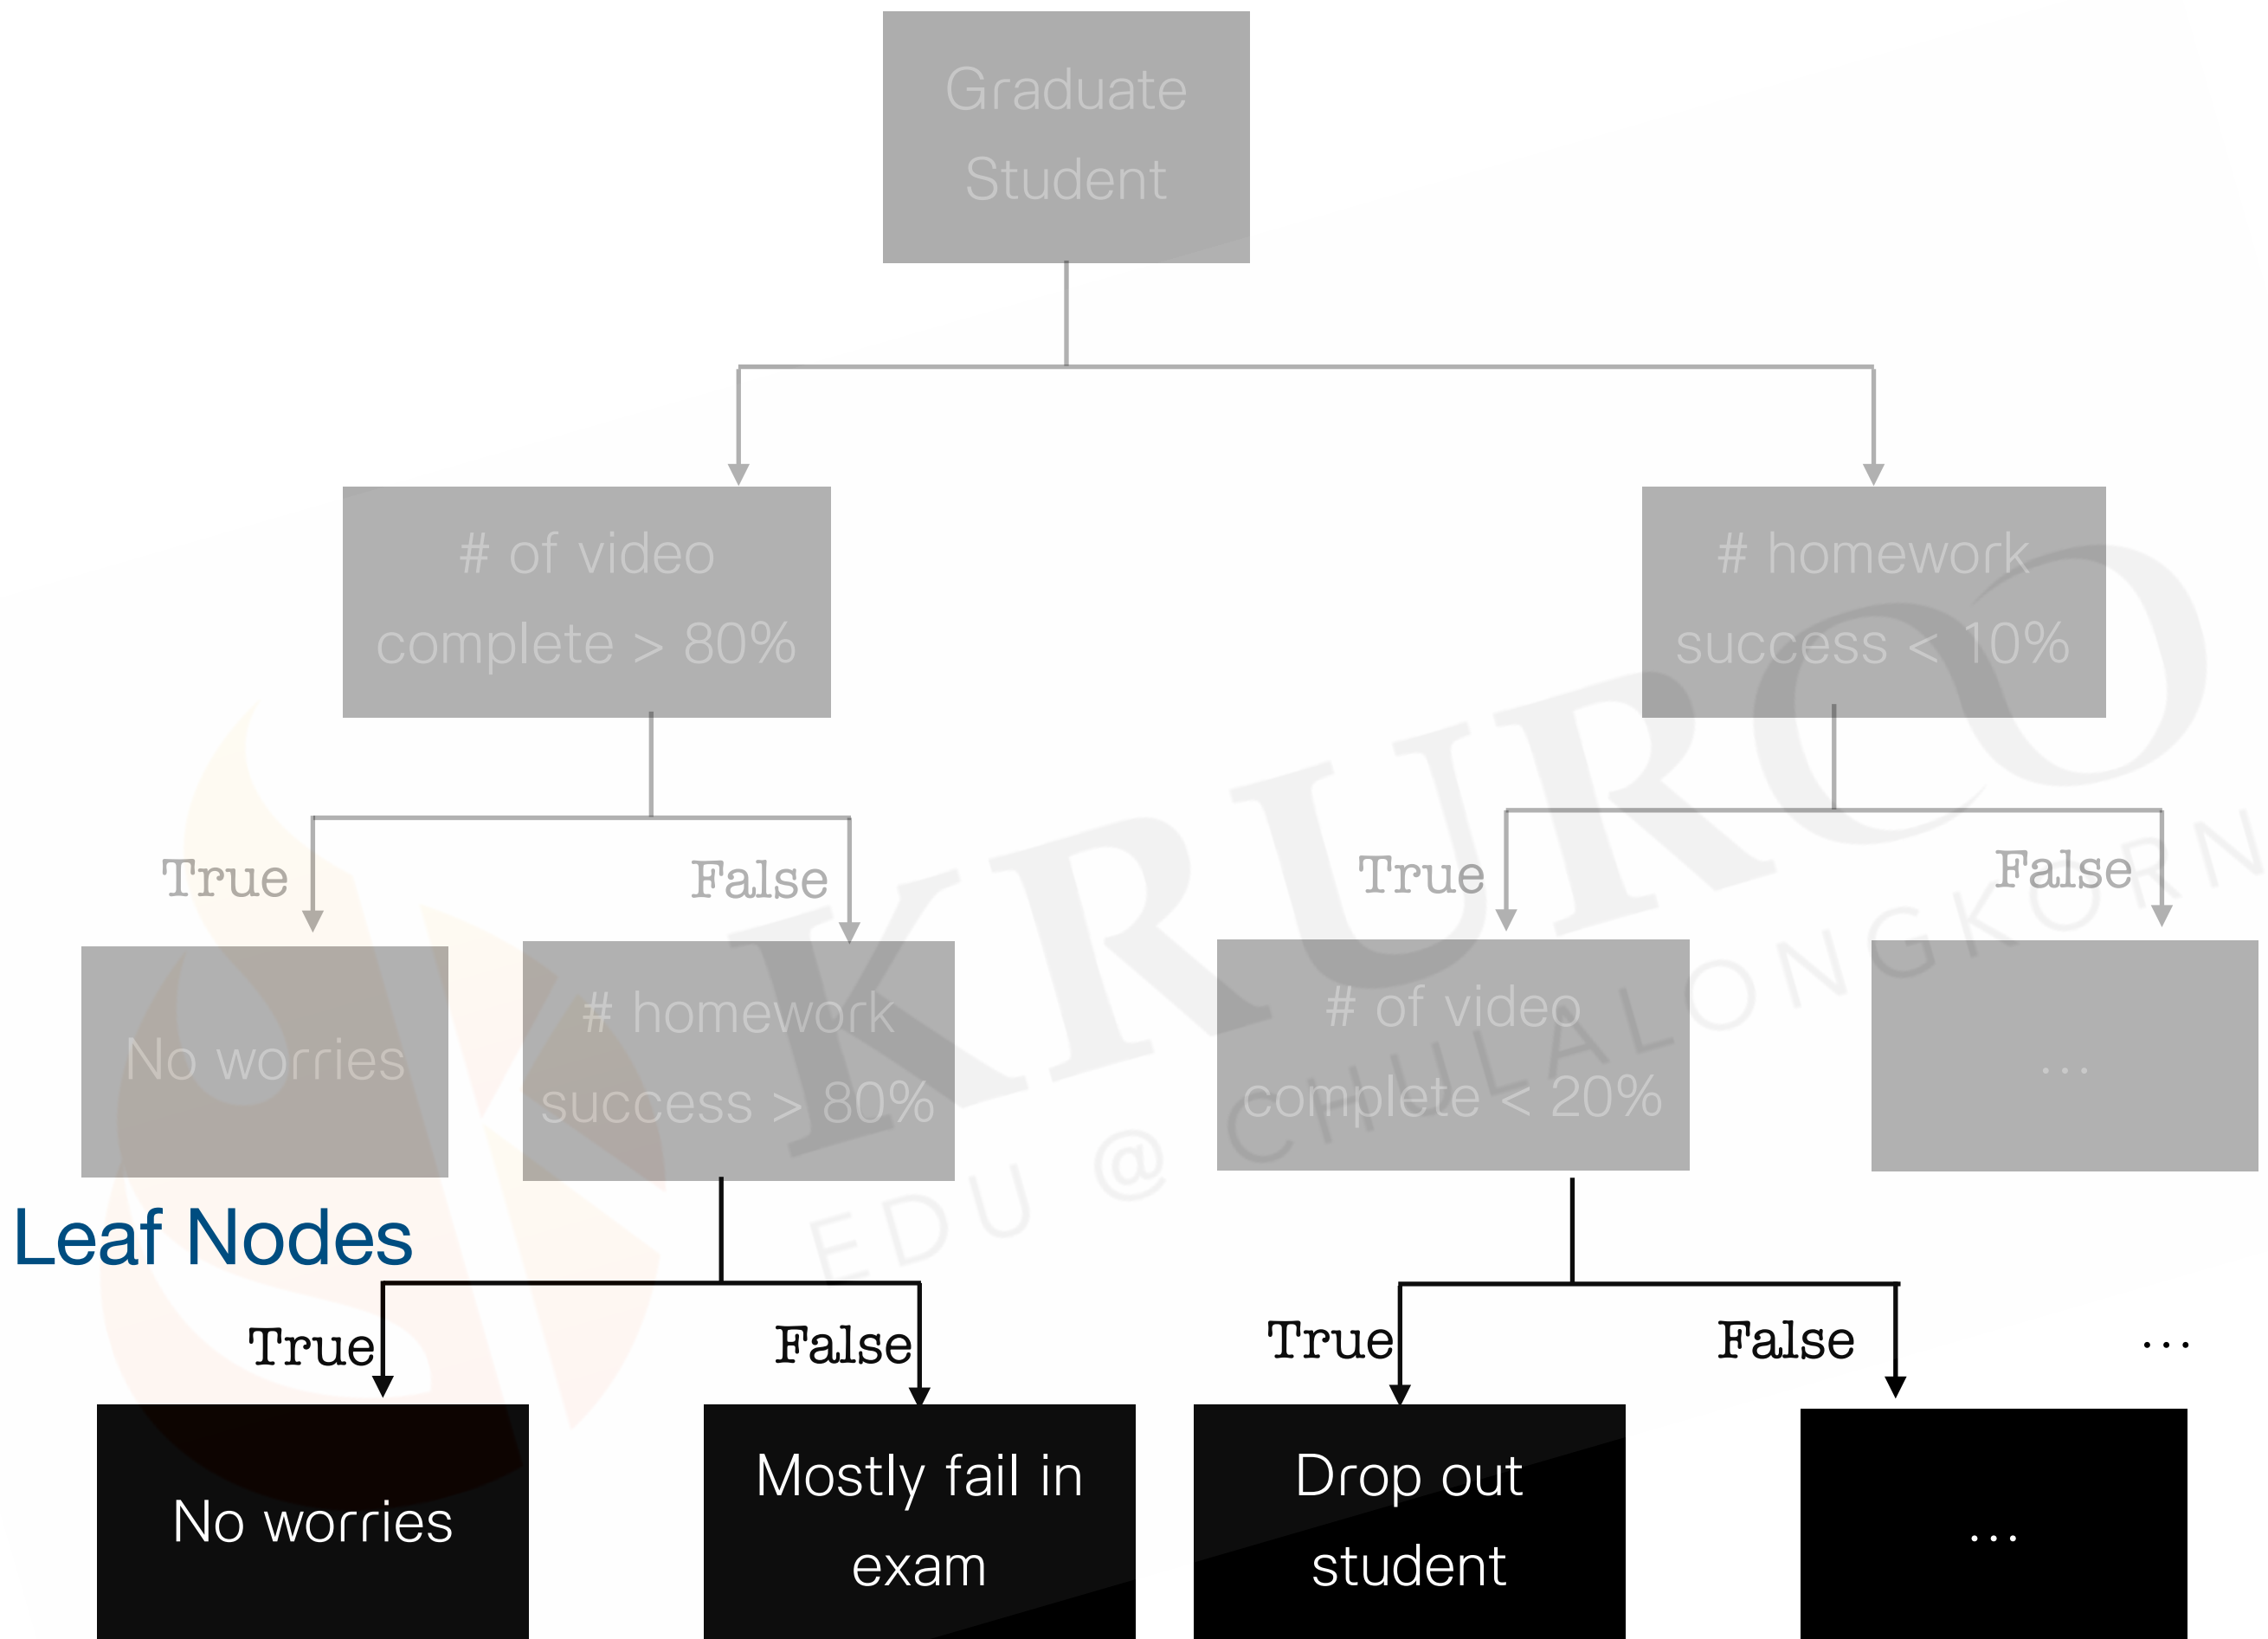 Graduate
Student
# of video
complete > 80%
# homework
success < 10%
True
False
True
False
No worries
# homework
success > 80%
# of video
complete < 20%
...
KRUROO
EDU @ CHULALONGKORN
Leaf Nodes
True
False
True
False
...
No worries
Mostly fail in
exam
Drop out
student
...